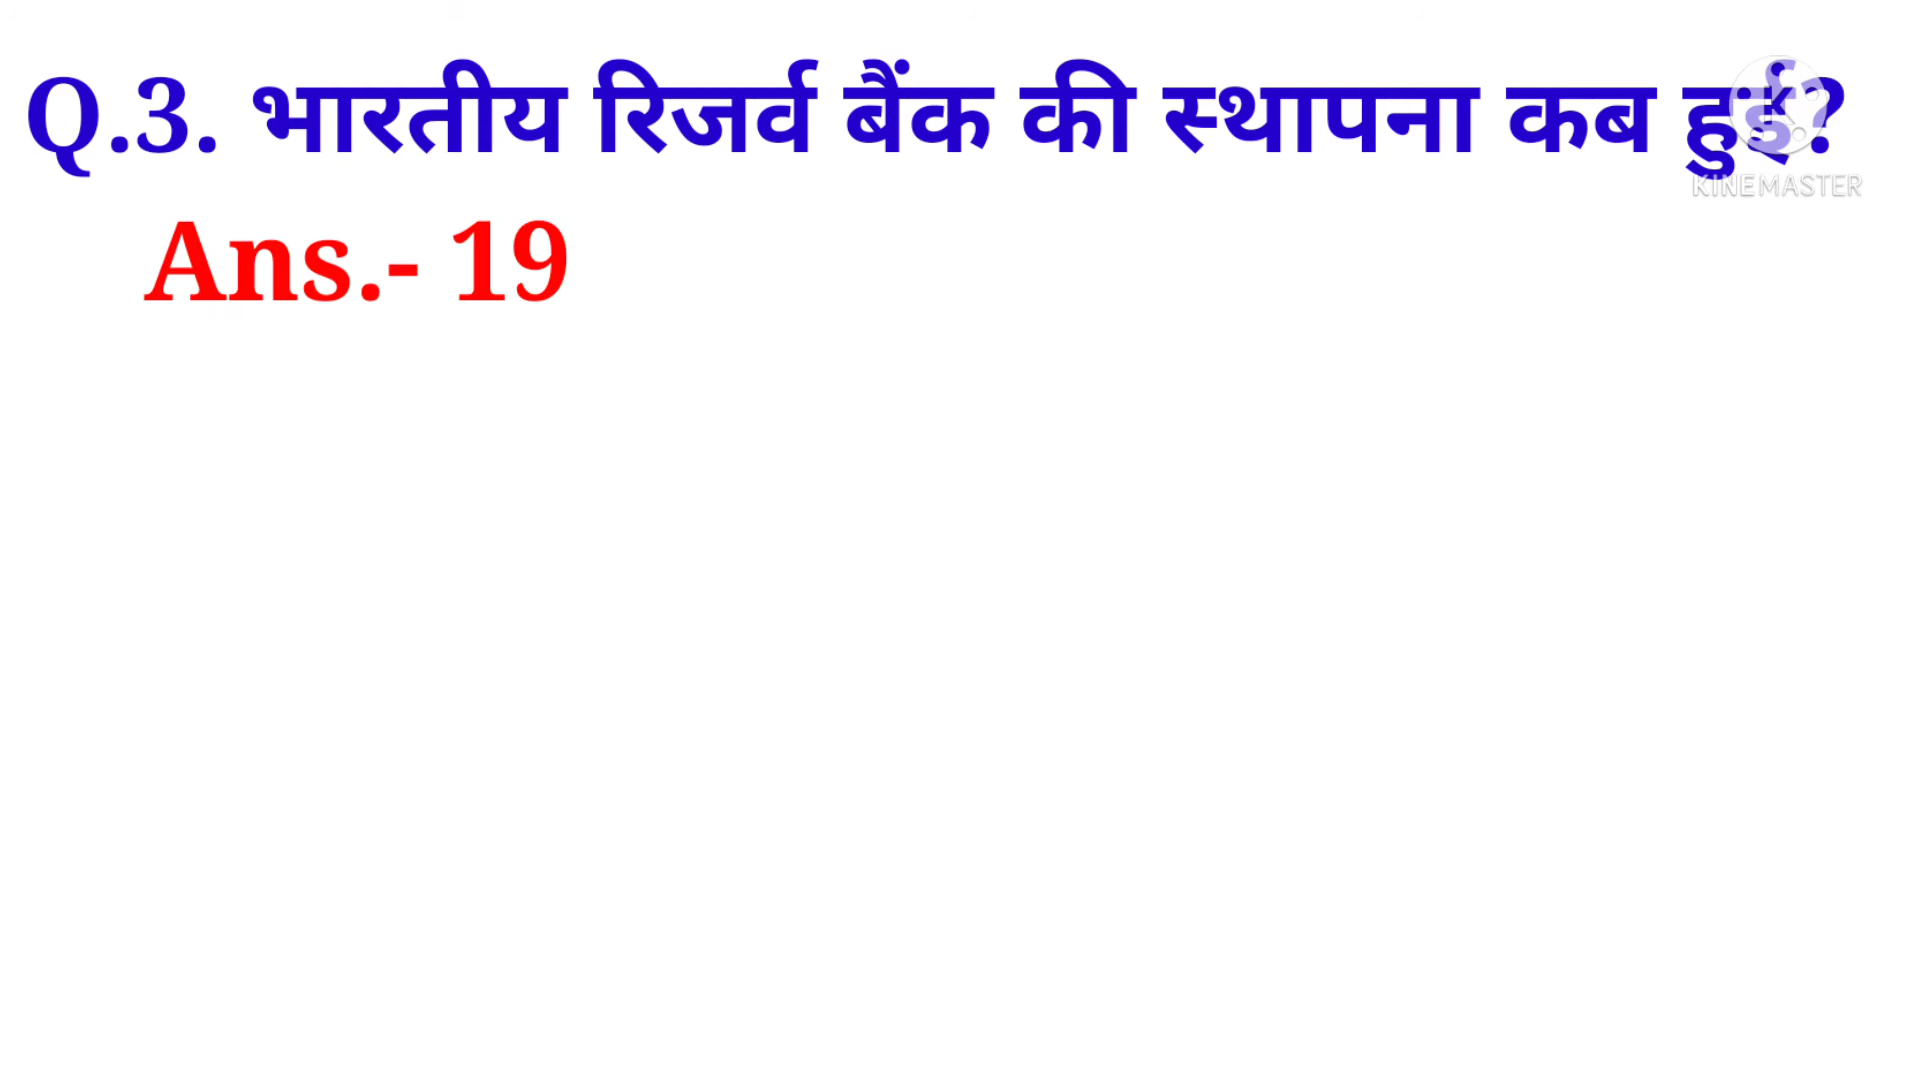 Q.3. भारतीय रिजर्व बैंक की स्थापना कब हुई?
KINEMASTER
Ans.- 19